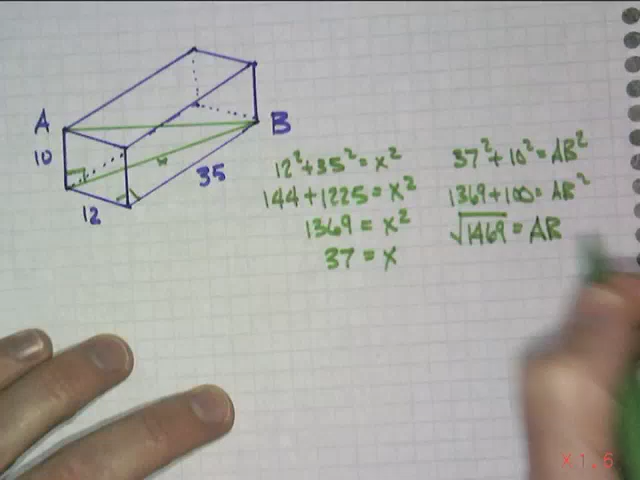 A
10
12
x
35
B
12²+35²=x²
144+1225=x²
1369=x²
37=x
37²+10²=AB²
1369+100=AB²
√1469=AB
X1.6